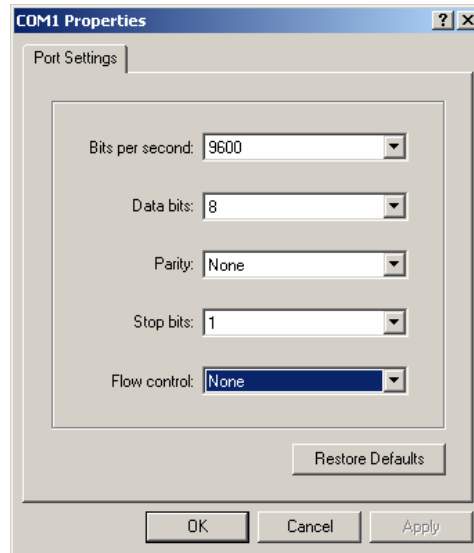 COM1 Properties
Port Settings
Bits per second: 9600
Data bits: 8
Parity: None
Stop bits: 1
Flow control: None
Restore Defaults
OK Cancel Apply